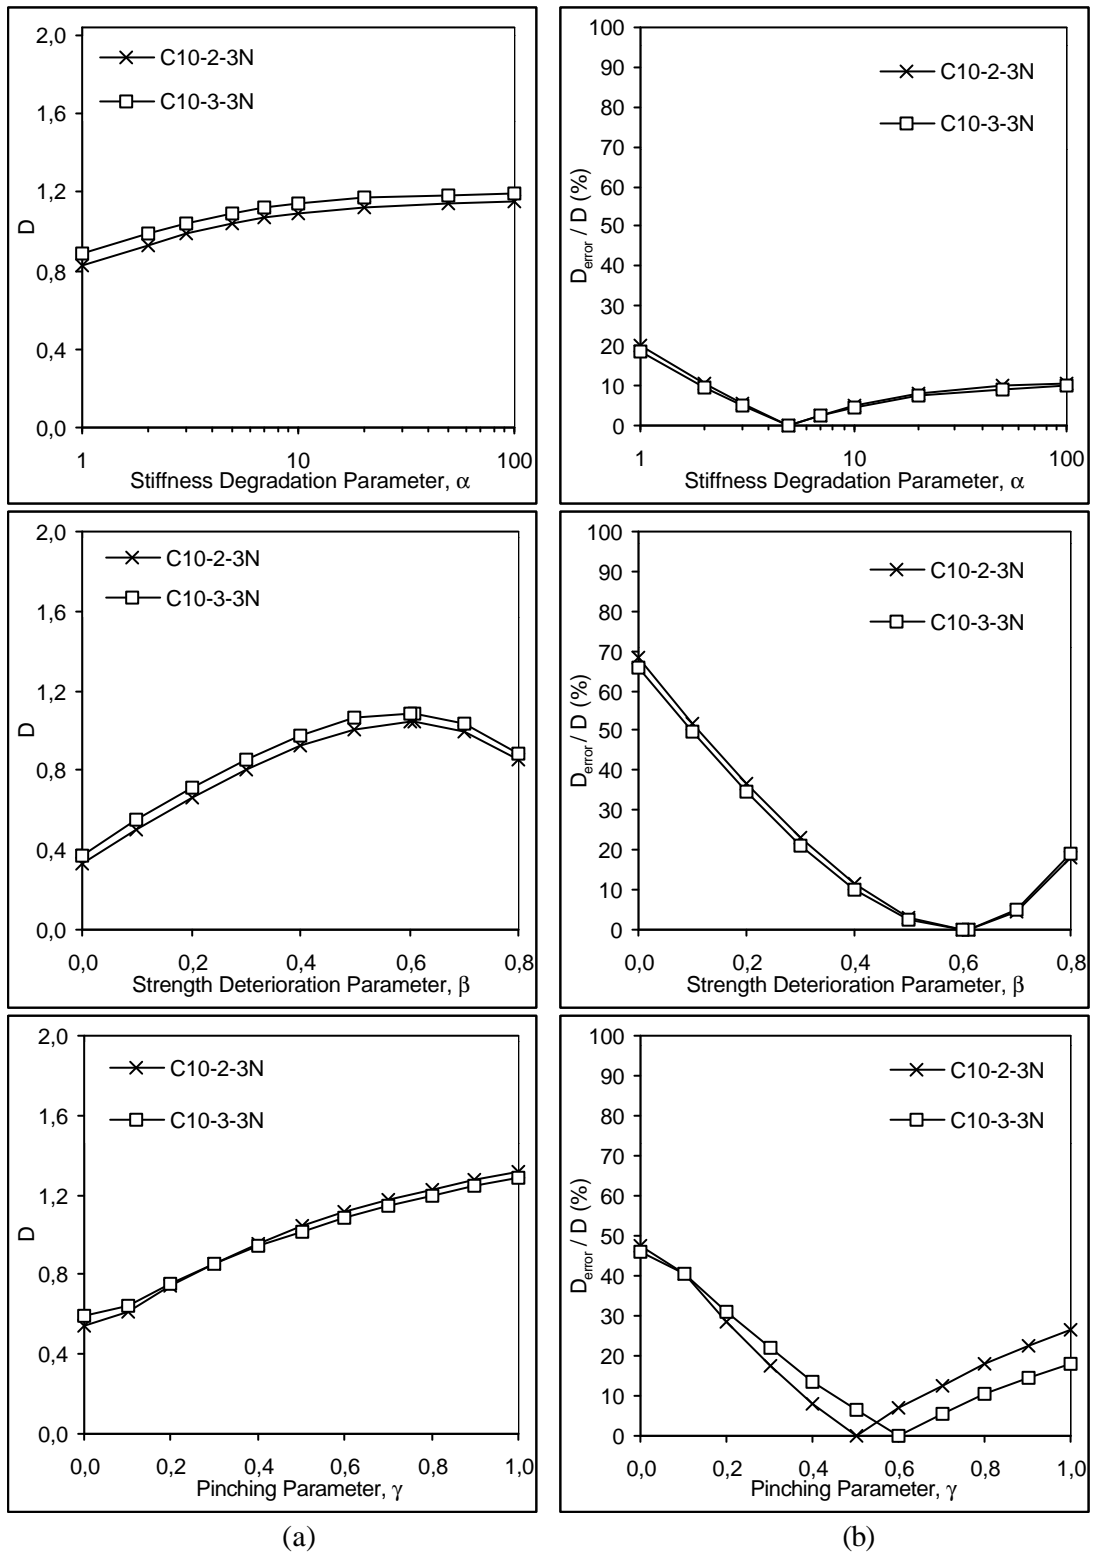 2,0
1,6
1,2
0,8
0,4
0,0
D
C10-2-3N
C10-3-3N
1 10 100
Stiffness Degradation Parameter, α
100
90
80
70
60
50
40
30
20
10
0
D_error / D (%)
C10-2-3N
C10-3-3N
1 10 100
Stiffness Degradation Parameter, α
2,0
1,6
1,2
0,8
0,4
0,0
D
C10-2-3N
C10-3-3N
0,0 0,2 0,4 0,6 0,8
Strength Deterioration Parameter, β
100
90
80
70
60
50
40
30
20
10
0
D_error / D (%)
C10-2-3N
C10-3-3N
0,0 0,2 0,4 0,6 0,8
Strength Deterioration Parameter, β
2,0
1,6
1,2
0,8
0,4
0,0
D
C10-2-3N
C10-3-3N
0,0 0,2 0,4 0,6 0,8 1,0
Pinching Parameter, γ
100
90
80
70
60
50
40
30
20
10
0
D_error / D (%)
C10-2-3N
C10-3-3N
0,0 0,2 0,4 0,6 0,8 1,0
Pinching Parameter, γ
(a)
(b)